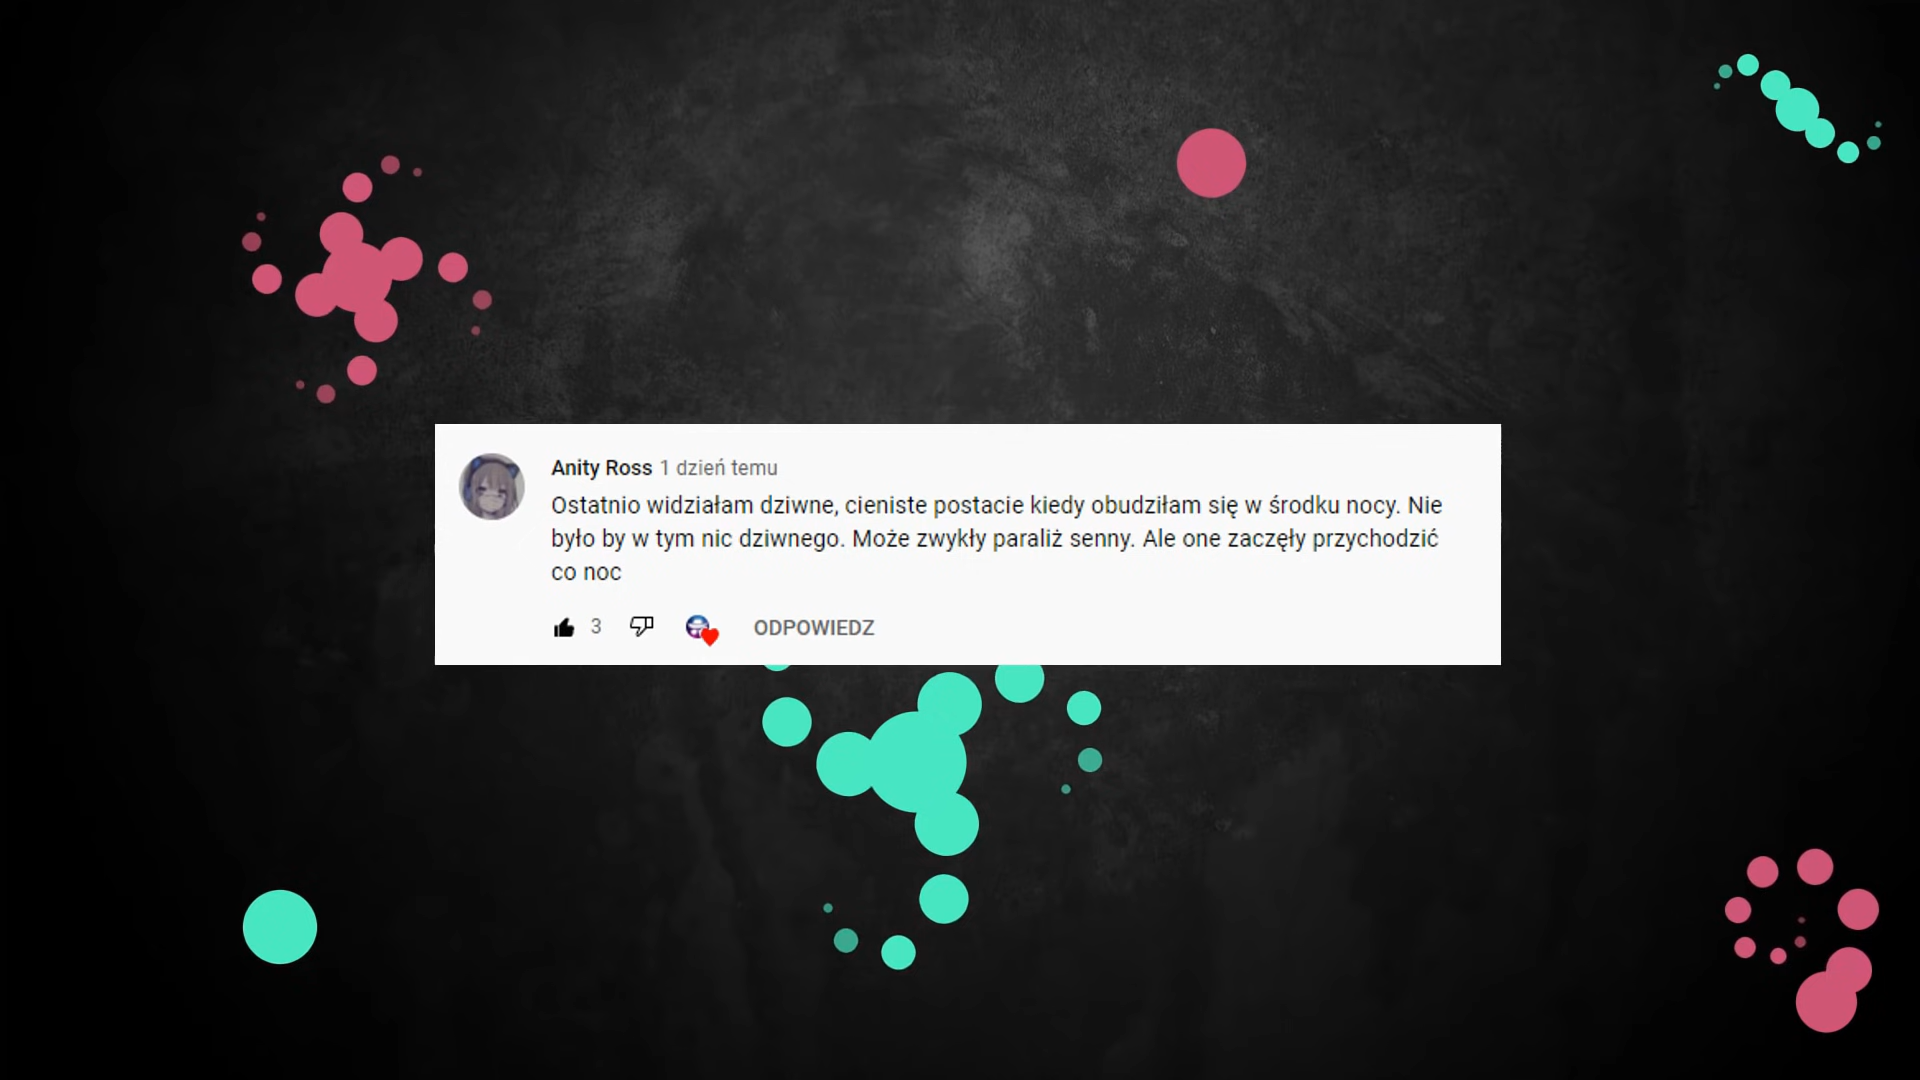 Anity Ross 1 dzień temu
Ostatnio widziałam dziwne, cieniste postacie kiedy obudziłam się w środku nocy. Nie
było by w tym nic dziwnego. Może zwykły paraliż senny. Ale one zaczęły przychodzić
co noc
3 ODPOWIEDZ